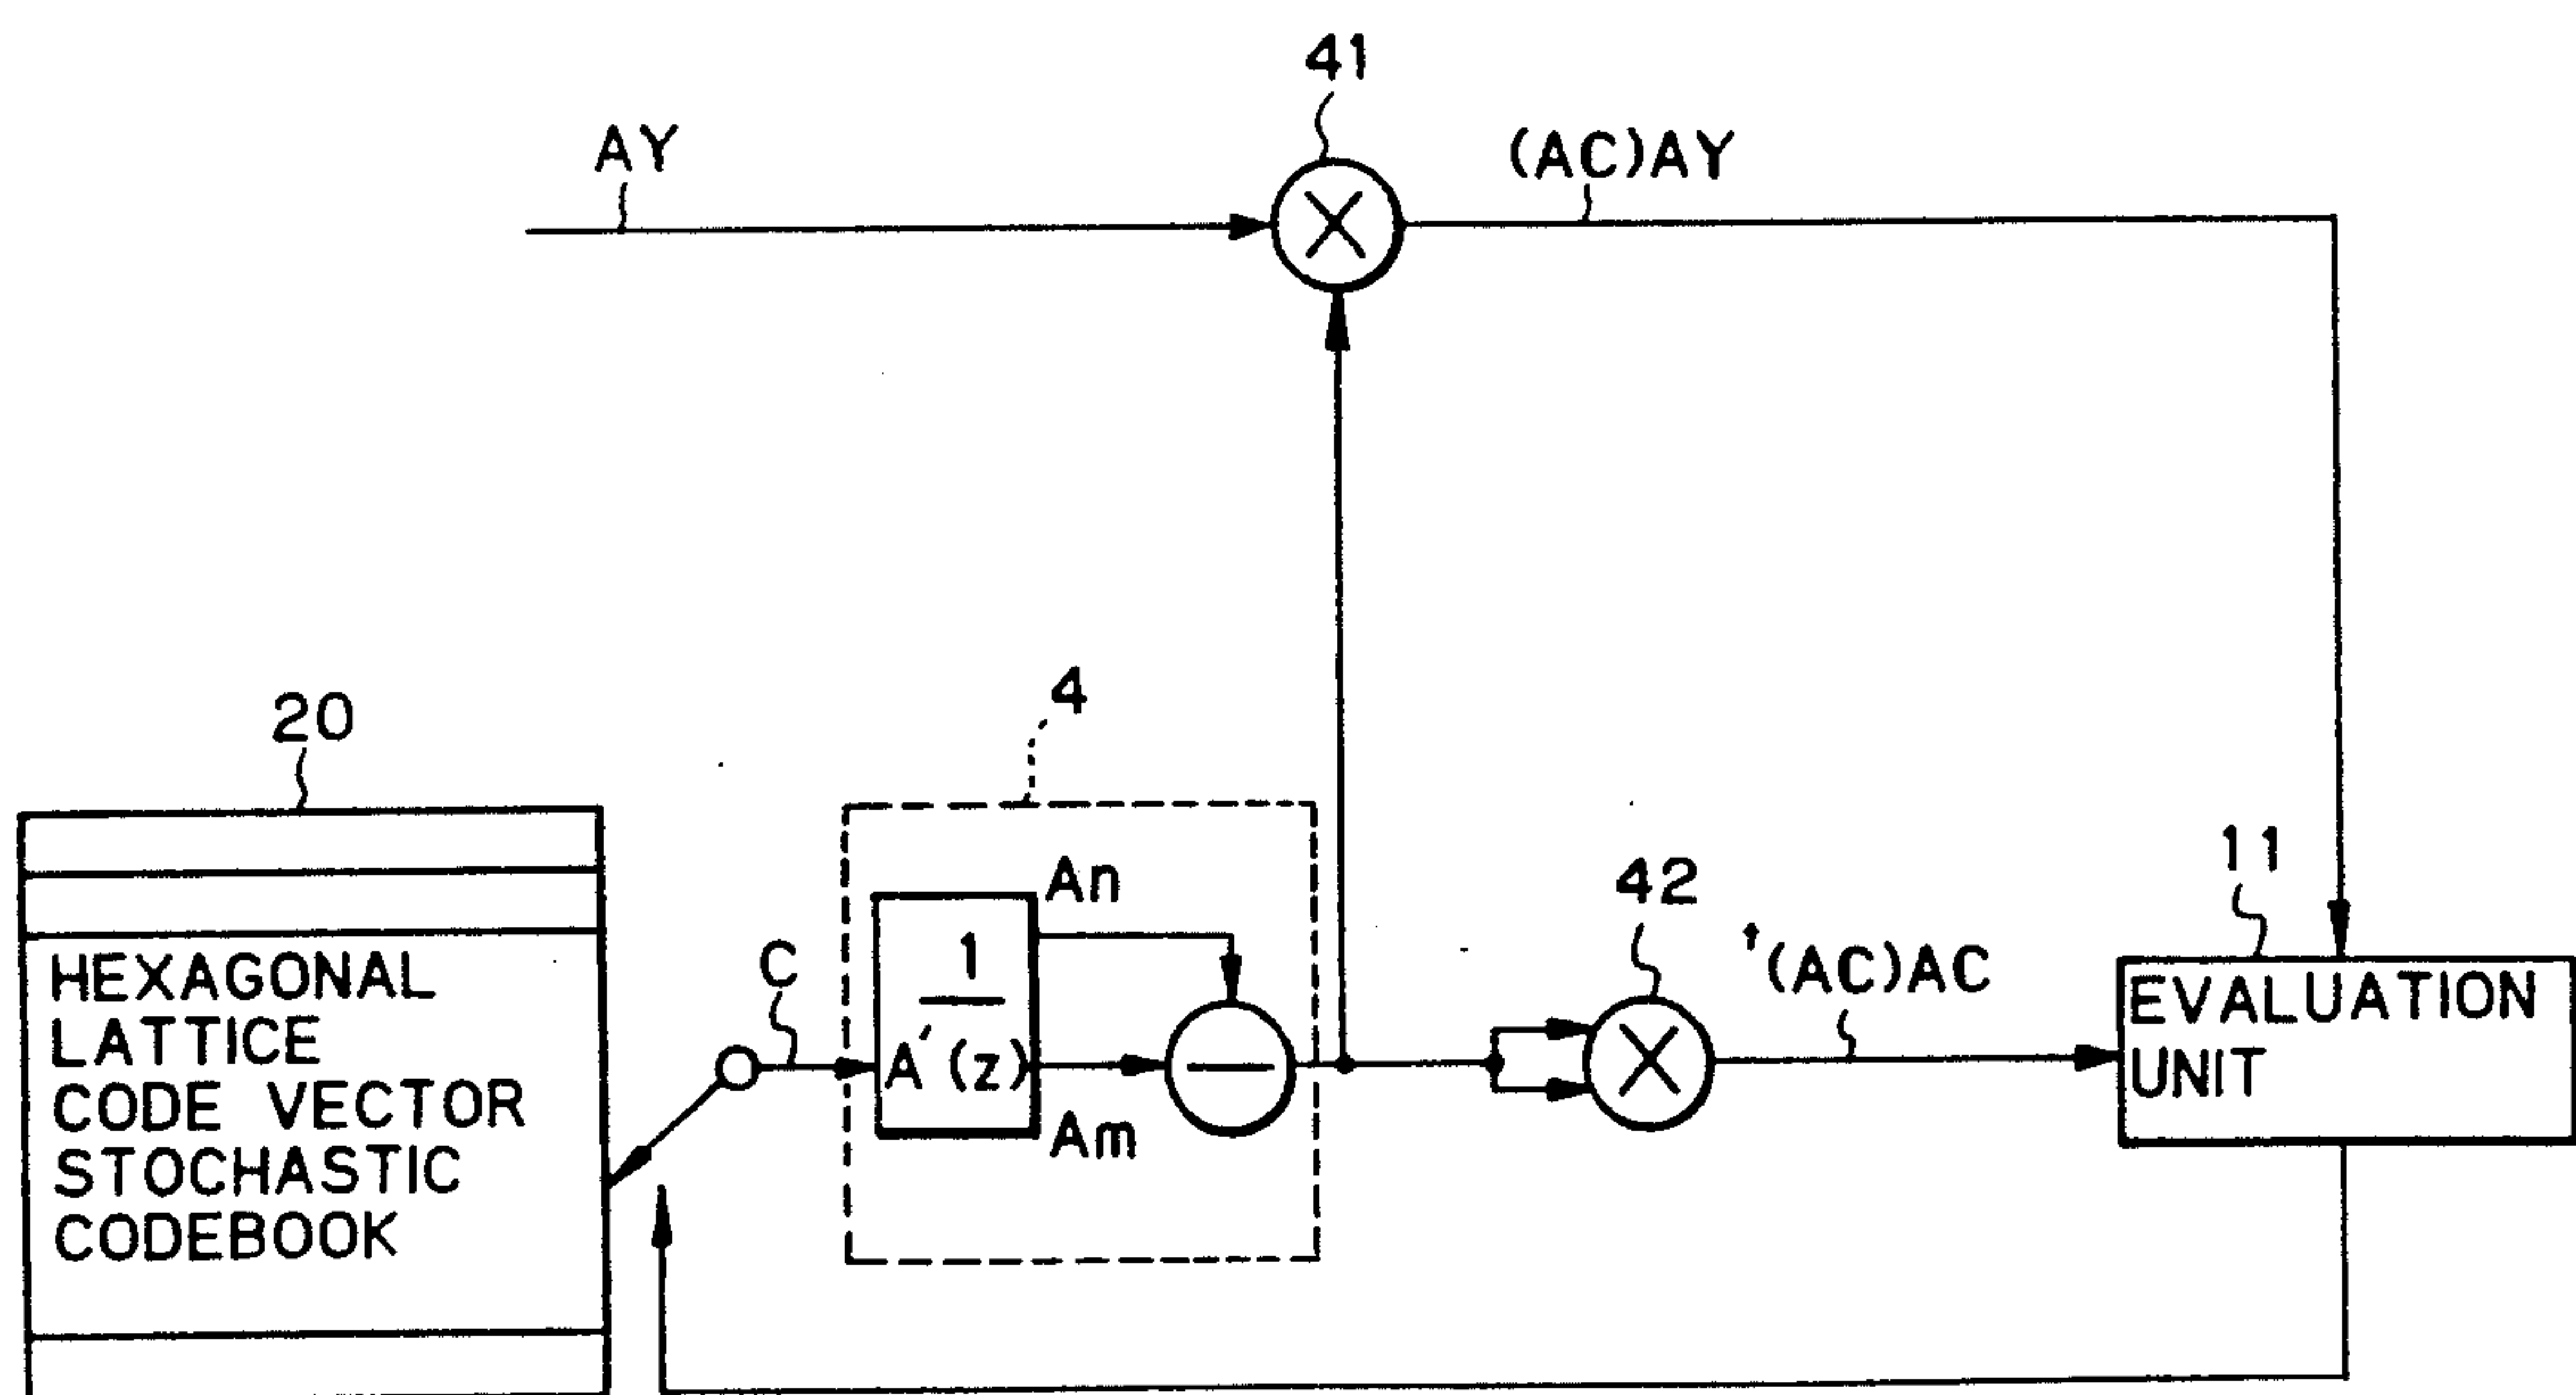 41
AY
(AC)AY
4
20
11
An
42
HEXAGONAL
LATTICE
CODE VECTOR
STOCHASTIC
CODEBOOK
C
1
A′(z)
t(AC)AC
EVALUATION
UNIT
Am